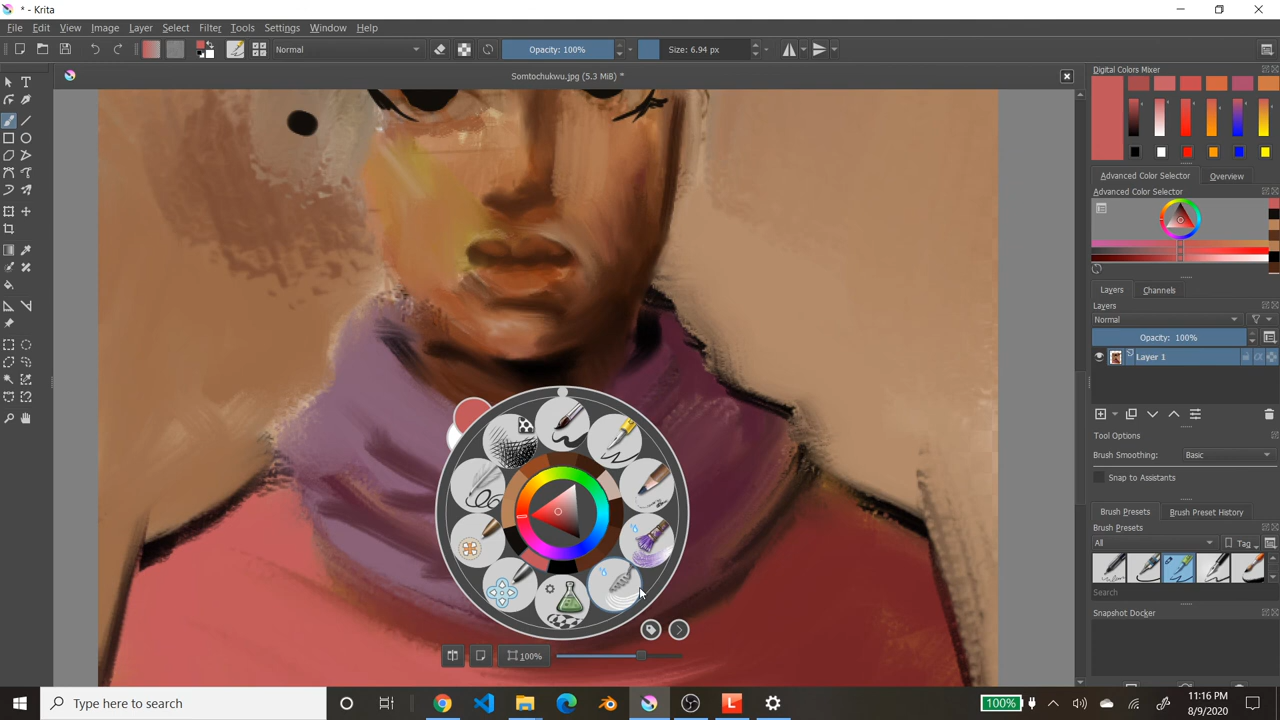 * - Krita
File Edit View Image Layer Select Filter Tools Settings Window Help
Normal Opacity: 100% Size: 6.94 px
Somtochukwu.jpg (5.3 MiB) *
Digital Colors Mixer
Advanced Color Selector Overview
Advanced Color Selector
Layers Channels
Layers
Normal
Opacity: 100%
Layer 1
Tool Options
Brush Smoothing: Basic
Snap to Assistants
Brush Presets Brush Preset History
Brush Presets
All Tag
Search
Snapshot Docker
100%
Type here to search
100%
11:16 PM
8/9/2020